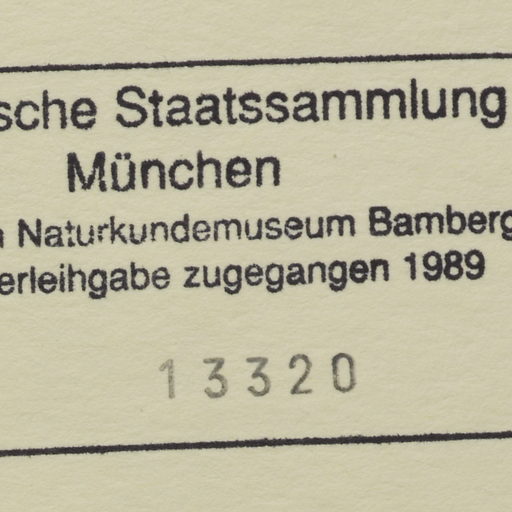 sche Staatssammlung
München
Naturkundemuseum Bamberg
erleihgabe zugegangen 1989
13320